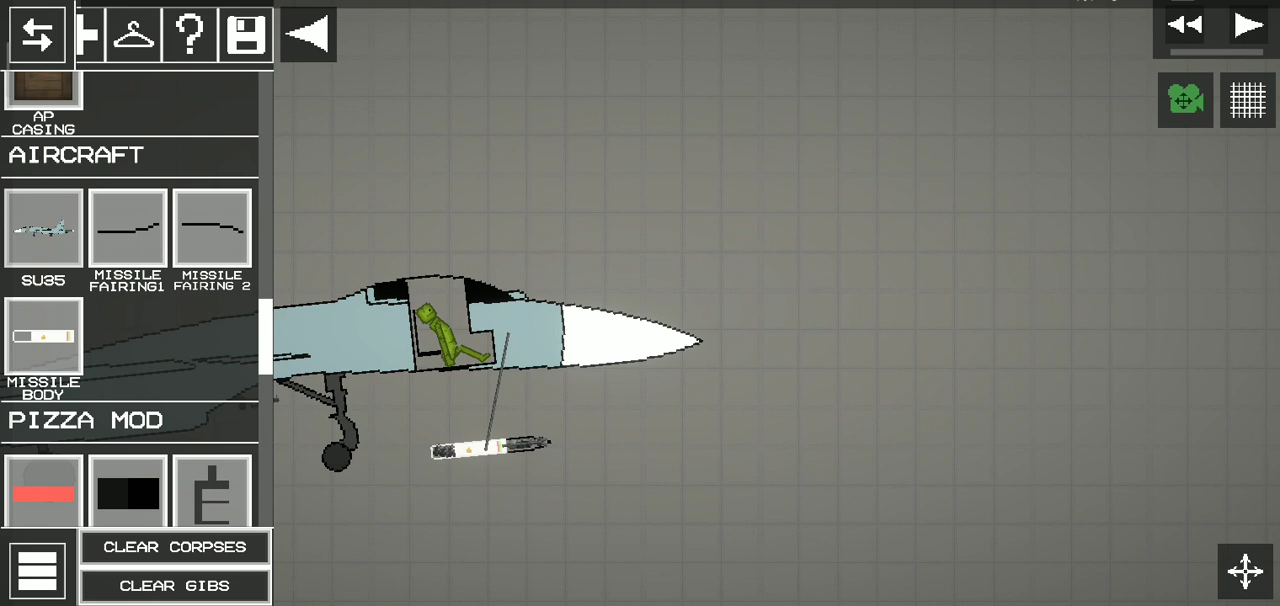 ?
AP
CASING
AIRCRAFT
SU35
MISSILE
FAIRING1
MISSILE
FAIRING 2
MISSILE
BODY
PIZZA MOD
CLEAR CORPSES
CLEAR GIBS